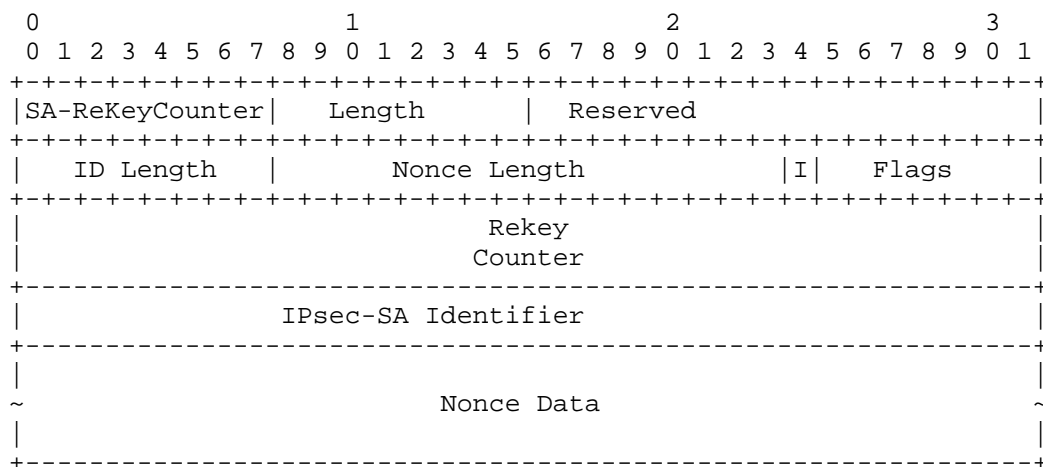 0                   1                   2                   3
 0 1 2 3 4 5 6 7 8 9 0 1 2 3 4 5 6 7 8 9 0 1 2 3 4 5 6 7 8 9 0 1
+-+-+-+-+-+-+-+-+-+-+-+-+-+-+-+-+-+-+-+-+-+-+-+-+-+-+-+-+-+-+-+-+
|SA-ReKeyCounter|   Length      |  Reserved                     |
+-+-+-+-+-+-+-+-+-+-+-+-+-+-+-+-+-+-+-+-+-+-+-+-+-+-+-+-+-+-+-+-+
|   ID Length   |       Nonce Length            |I|   Flags     |
+-+-+-+-+-+-+-+-+-+-+-+-+-+-+-+-+-+-+-+-+-+-+-+-+-+-+-+-+-+-+-+-+
|                             Rekey                             |
|                            Counter                            |
+---------------------------------------------------------------+
|                IPsec-SA Identifier                            |
+---------------------------------------------------------------+
|                                                               |
~                          Nonce Data                           ~
|                                                               |
+---------------------------------------------------------------+